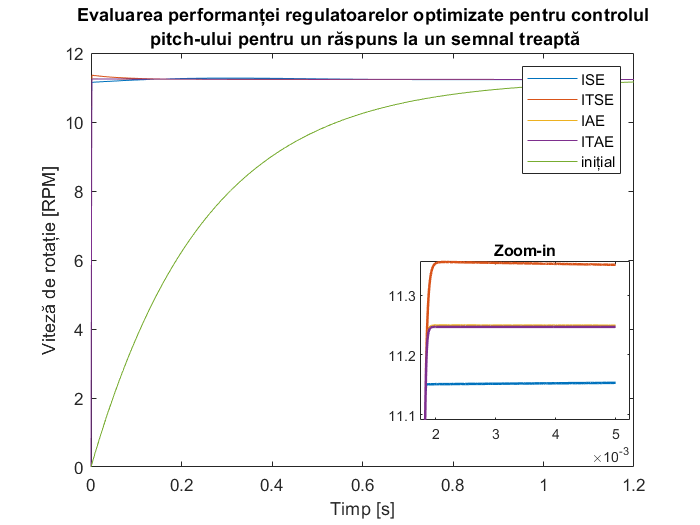 Evaluarea performanței regulatoarelor optimizate pentru controlul
pitch-ului pentru un răspuns la un semnal treaptă
12
10
8
6
4
2
0
Viteză de rotație [RPM]
0 0.2 0.4 0.6 0.8 1 1.2
Timp [s]
ISE
ITSE
IAE
ITAE
inițial
Zoom-in
11.3
11.2
11.1
2 3 4 5
×10-3